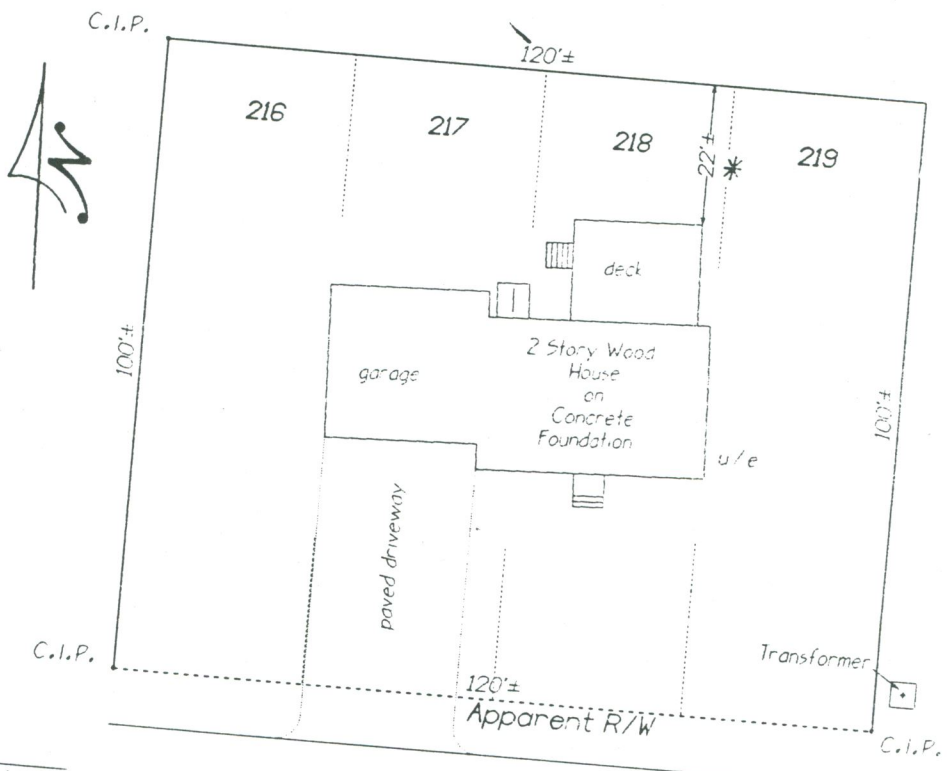 C.I.P.
120'±
N
216
217
218
22'±
*
219
deck
100'±
garage
2 Story Wood
House
on
Concrete
Foundation
100'±
u/e
paved driveway
C.I.P.
120'±
Apparent R/W
Transformer
C.I.P.